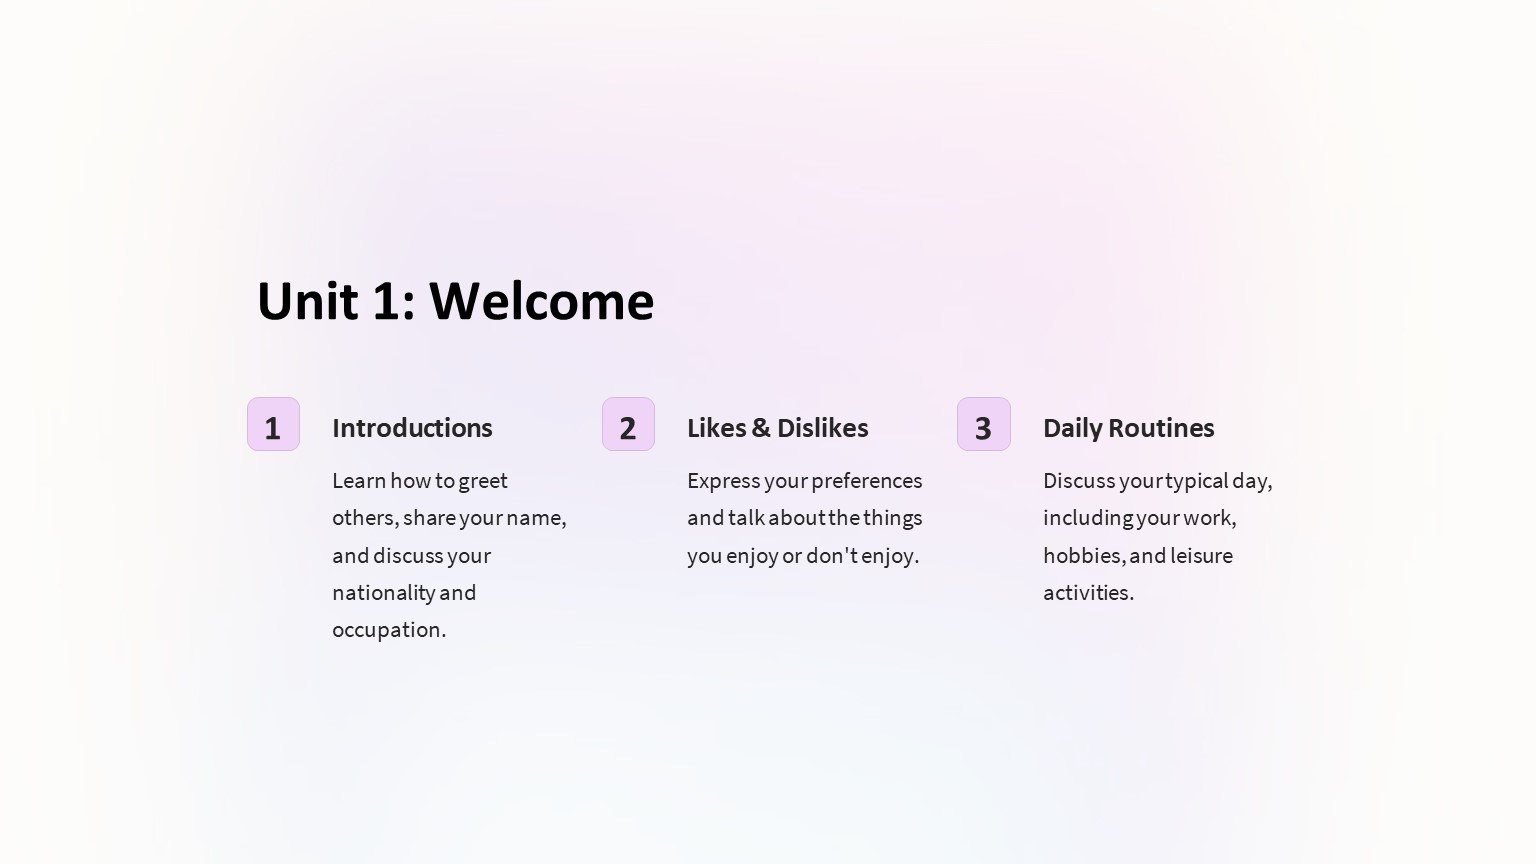 Unit 1: Welcome
1
Introductions
Learn how to greet
others, share your name,
and discuss your
nationality and
occupation.
2
Likes & Dislikes
Express your preferences
and talk about the things
you enjoy or don't enjoy.
3
Daily Routines
Discuss your typical day,
including your work,
hobbies, and leisure
activities.